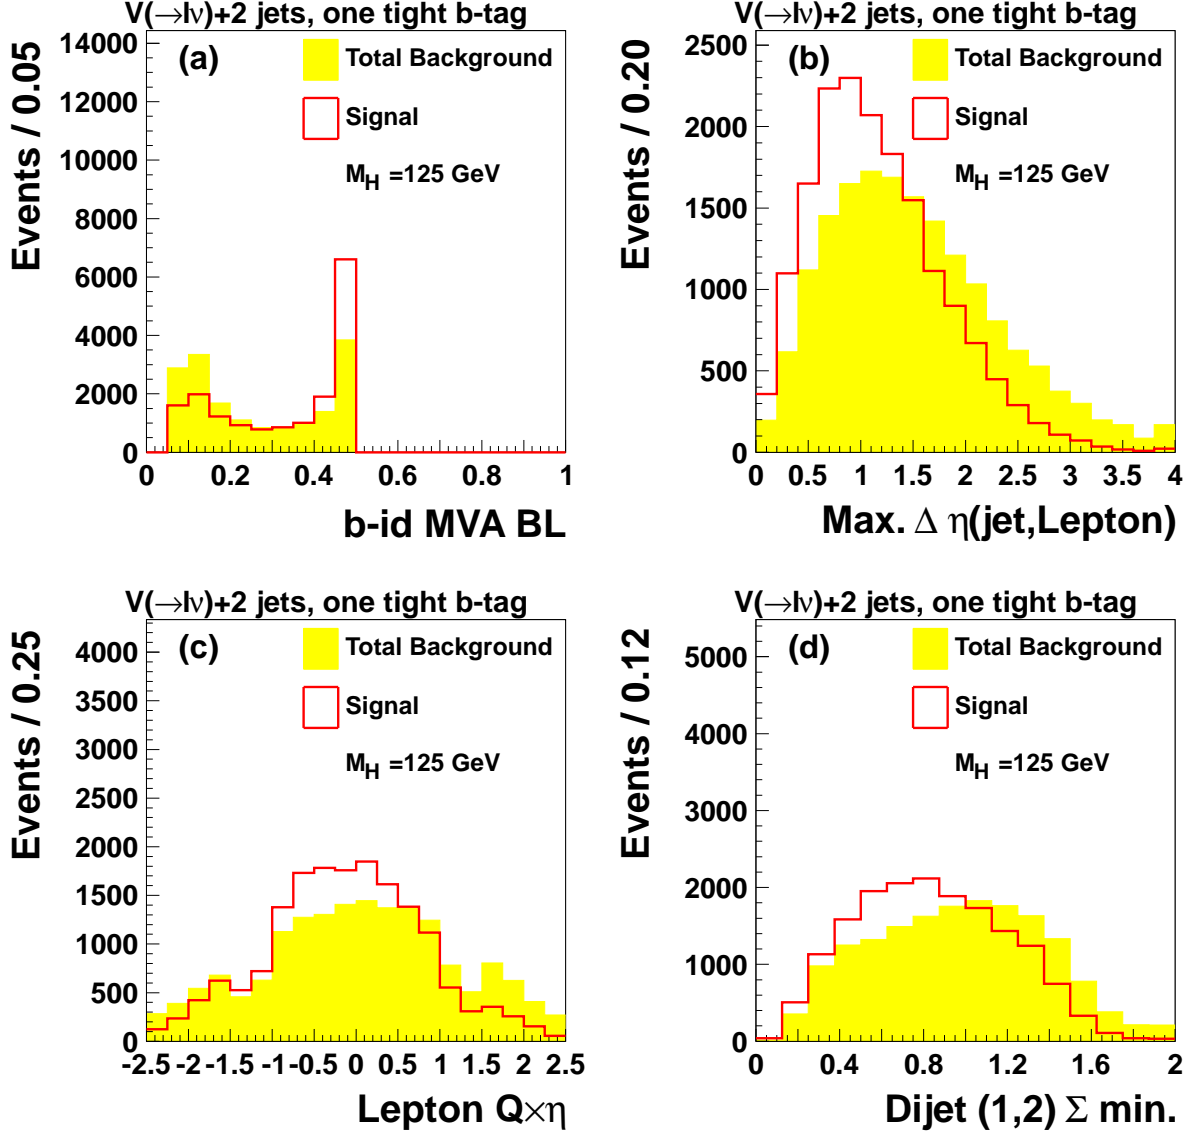 V(→lν)+2 jets, one tight b-tag
Events / 0.05
14000
12000
10000
8000
6000
4000
2000
0
(a)
Total Background
Signal
M_H =125 GeV
0 0.2 0.4 0.6 0.8 1
b-id MVA BL
V(→lν)+2 jets, one tight b-tag
Events / 0.20
2500
2000
1500
1000
500
0
(b)
Total Background
Signal
M_H =125 GeV
0 0.5 1 1.5 2 2.5 3 3.5 4
Max. Δ η(jet,Lepton)
V(→lν)+2 jets, one tight b-tag
Events / 0.25
4000
3500
3000
2500
2000
1500
1000
500
0
(c)
Total Background
Signal
M_H =125 GeV
-2.5 -2 -1.5 -1 -0.5 0 0.5 1 1.5 2 2.5
Lepton Q×η
V(→lν)+2 jets, one tight b-tag
Events / 0.12
5000
4000
3000
2000
1000
0
(d)
Total Background
Signal
M_H =125 GeV
0 0.4 0.8 1.2 1.6 2
Dijet (1,2) Σ min.